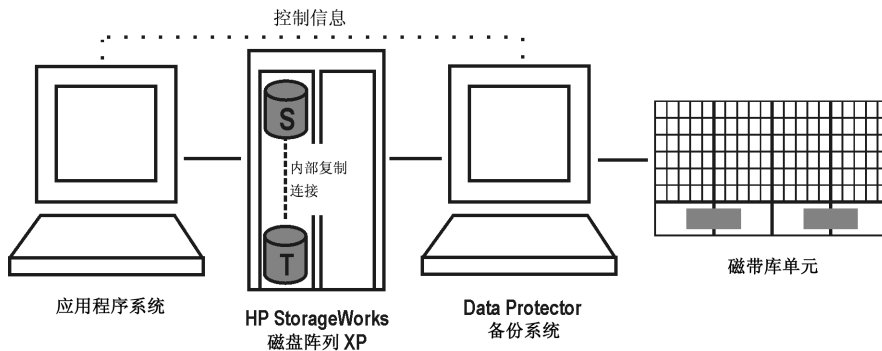 控制信息
S
内部复制
连接
T
应用程序系统
HP StorageWorks
磁盘阵列 XP
Data Protector
备份系统
磁带库单元